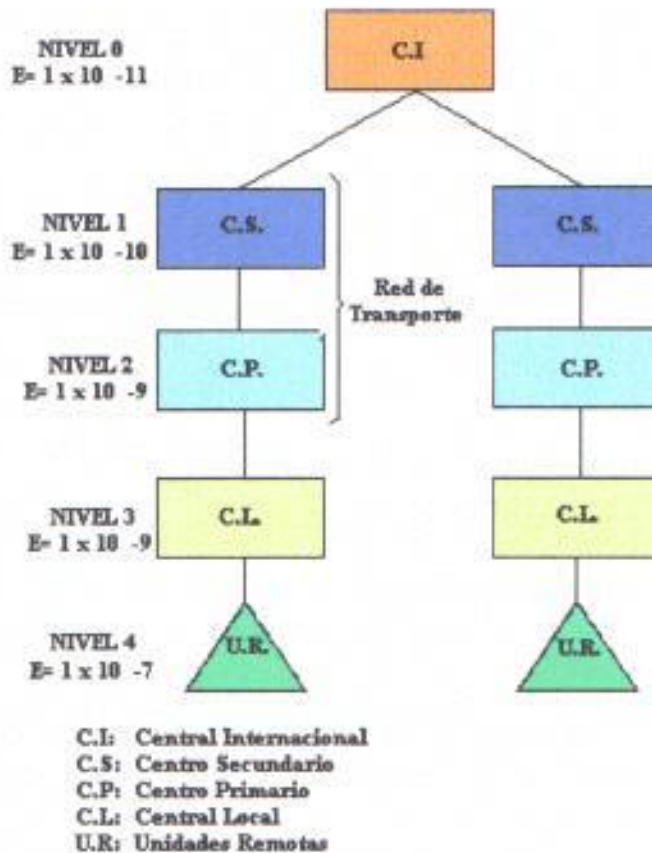 NIVEL 0
E= 1 x 10 -11
C.I
NIVEL 1
E= 1 x 10 -10
C.S.
C.S.
Red de
Transporte
NIVEL 2
E= 1 x 10 -9
C.P.
C.P.
NIVEL 3
E= 1 x 10 -9
C.L.
C.L.
NIVEL 4
E= 1 x 10 -7
U.R.
U.R.
C.I: Central Internacional
C.S: Centro Secundario
C.P: Centro Primario
C.L: Central Local
U.R: Unidades Remotas